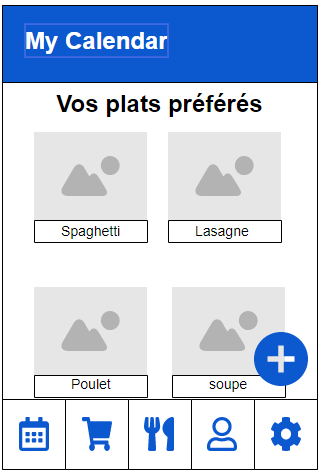 My Calendar
Vos plats préférés
Spaghetti
Lasagne
Poulet
soupe